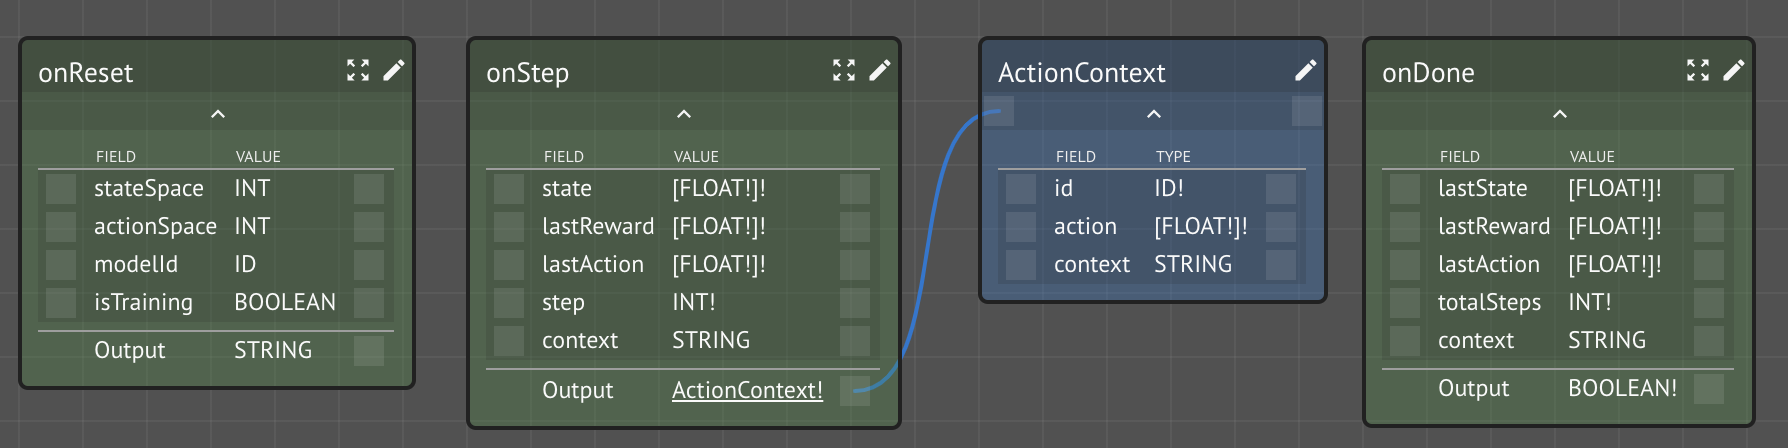 onReset
FIELD VALUE
stateSpace INT
actionSpace INT
modelId ID
isTraining BOOLEAN
Output STRING
onStep
FIELD VALUE
state [FLOAT!]!
lastReward [FLOAT!]!
lastAction [FLOAT!]!
step INT!
context STRING
Output ActionContext!
ActionContext
FIELD TYPE
id ID!
action [FLOAT!]!
context STRING
onDone
FIELD VALUE
lastState [FLOAT!]!
lastReward [FLOAT!]!
lastAction [FLOAT!]!
totalSteps INT!
context STRING
Output BOOLEAN!